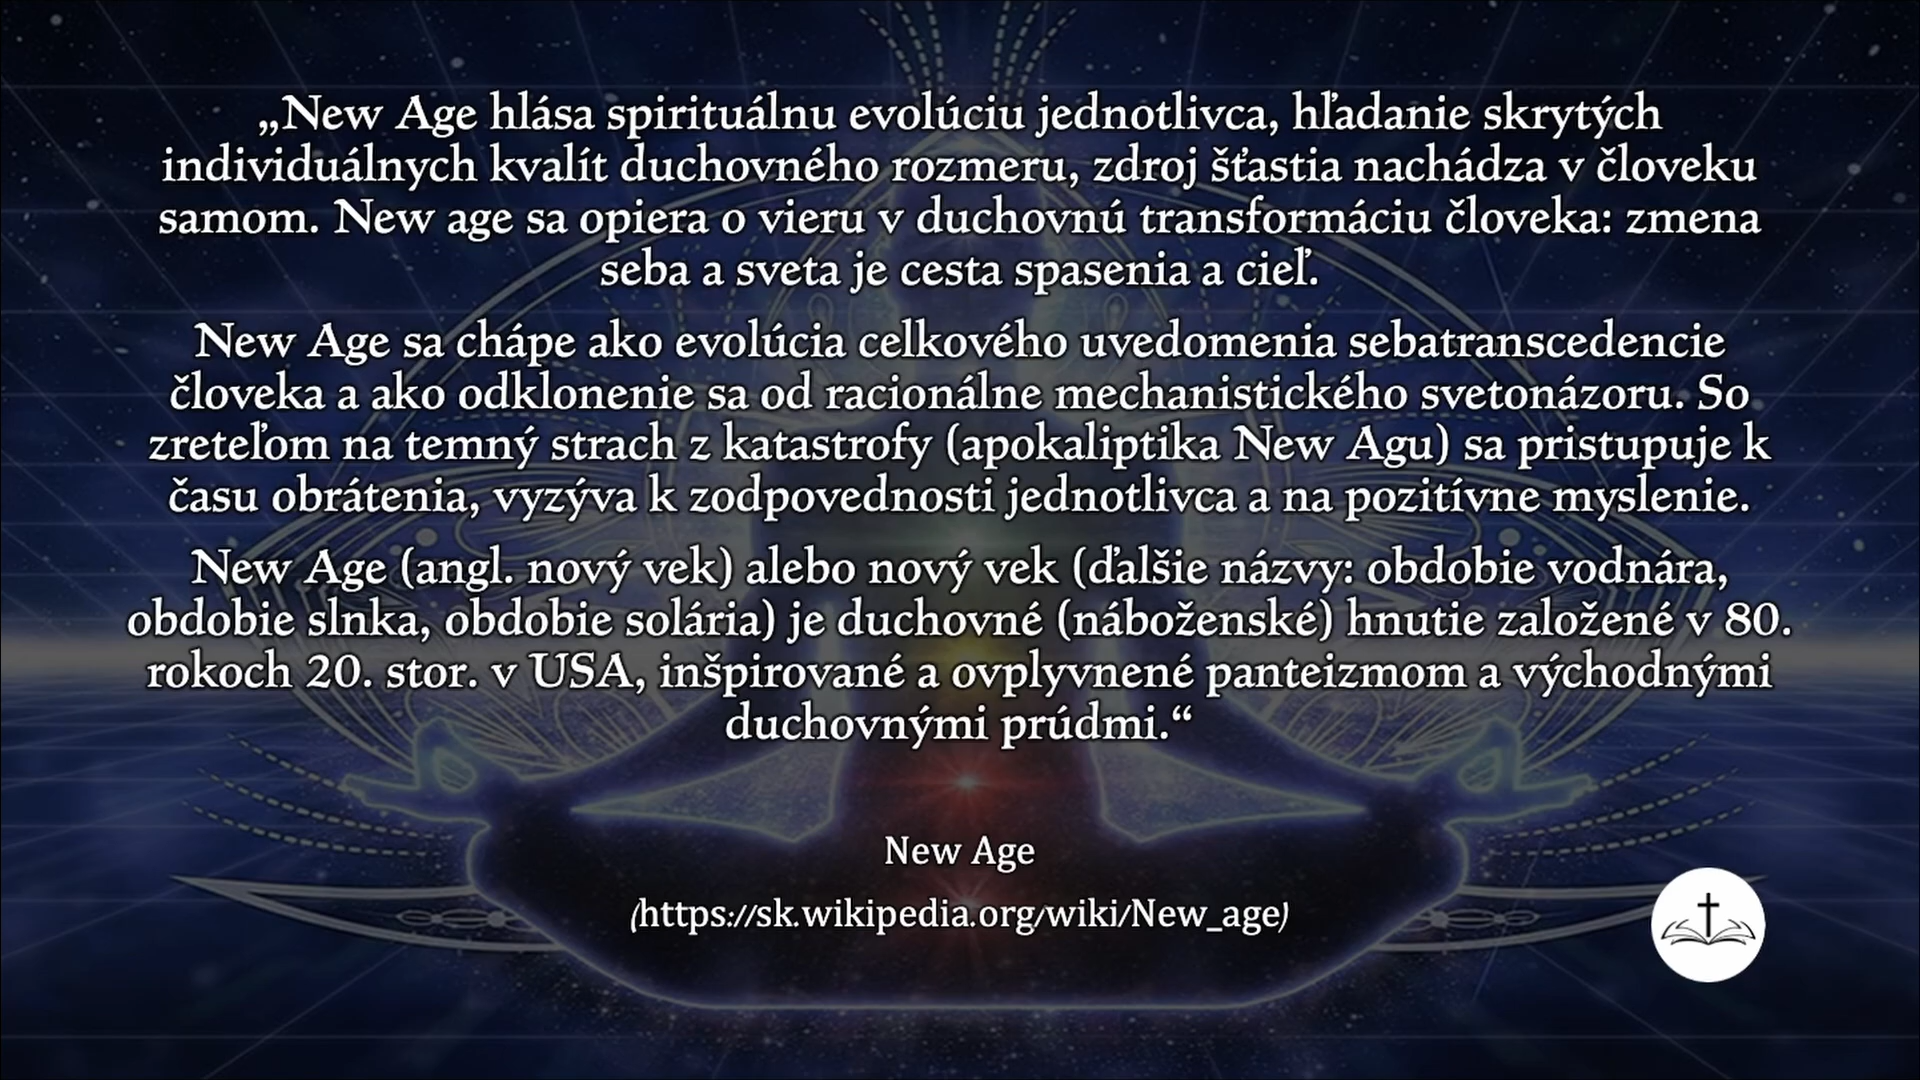 „New Age hlása spirituálnu evolúciu jednotlivca, hľadanie skrytých
individuálnych kvalít duchovného rozmeru, zdroj šťastia nachádza v človeku
samom. New age sa opiera o vieru v duchovnú transformáciu človeka: zmena
seba a sveta je cesta spasenia a cieľ.
New Age sa chápe ako evolúcia celkového uvedomenia sebatranscedencie
človeka a ako odklonenie sa od racionálne mechanistického svetonázoru. So
zreteľom na temný strach z katastrofy (apokaliptika New Agu) sa pristupuje k
času obrátenia, vyzýva k zodpovednosti jednotlivca a na pozitívne myslenie.
New Age (angl. nový vek) alebo nový vek (ďalšie názvy: obdobie vodnára,
obdobie slnka, obdobie solária) je duchovné (náboženské) hnutie založené v 80.
rokoch 20. stor. v USA, inšpirované a ovplyvnené panteizmom a východnými
duchovnými prúdmi.“
New Age
(https://sk.wikipedia.org/wiki/New_age)